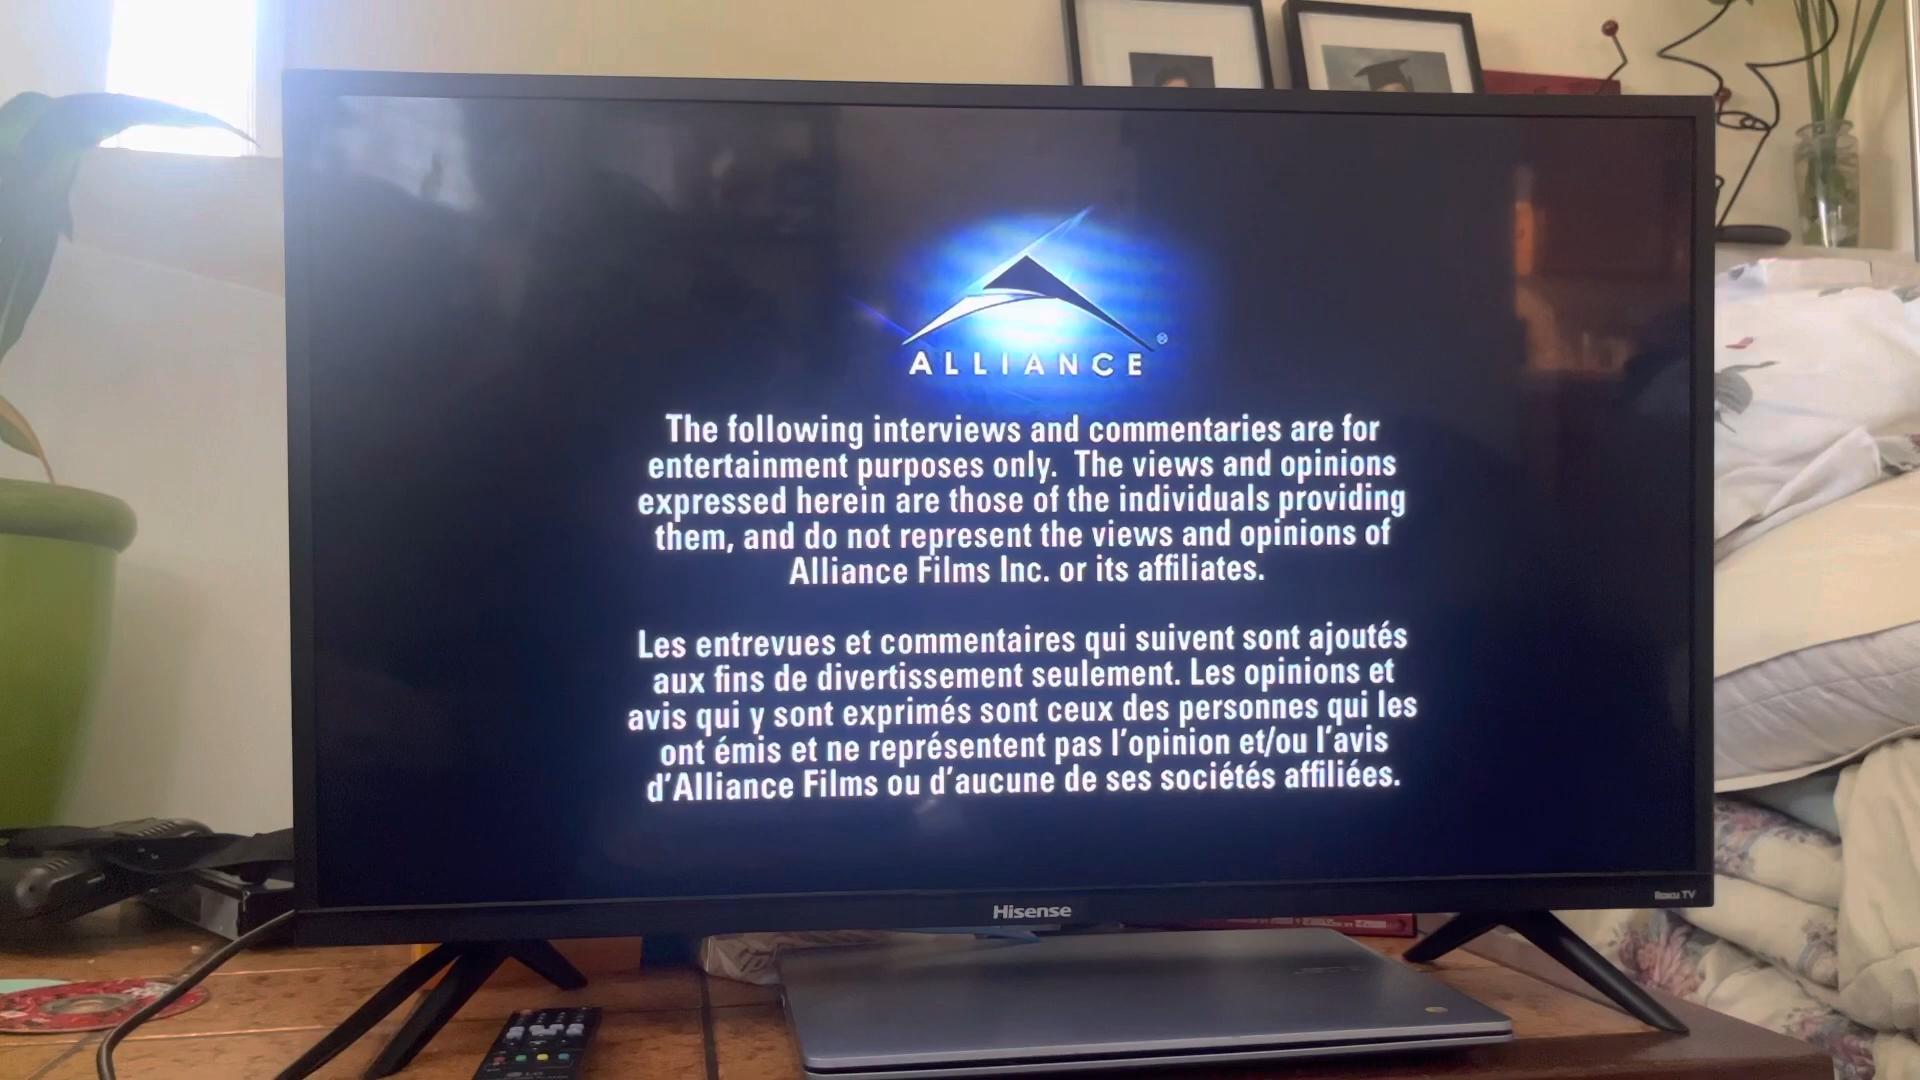 ALLIANCE
The following interviews and commentaries are for
entertainment purposes only.  The views and opinions
expressed herein are those of the individuals providing
them, and do not represent the views and opinions of
Alliance Films Inc. or its affiliates.
Les entrevues et commentaires qui suivent sont ajoutés
aux fins de divertissement seulement. Les opinions et
avis qui y sont exprimés sont ceux des personnes qui les
ont émis et ne représentent pas l'opinion et/ou l'avis
d'Alliance Films ou d'aucune de ses sociétés affiliées.
Hisense
Roku TV
LG